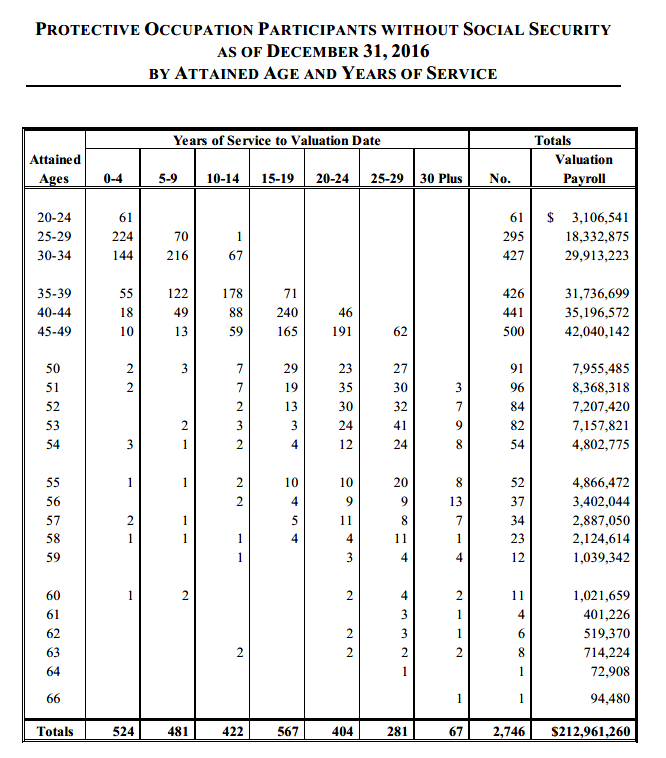 PROTECTIVE OCCUPATION PARTICIPANTS WITHOUT SOCIAL SECURITY
AS OF DECEMBER 31, 2016
BY ATTAINED AGE AND YEARS OF SERVICE
Years of Service to Valuation Date Totals
Attained Valuation
Ages 0-4 5-9 10-14 15-19 20-24 25-29 30 Plus No. Payroll
20-24 61 61 $ 3,106,541
25-29 224 70 1 295 18,332,875
30-34 144 216 67 427 29,913,223
35-39 55 122 178 71 426 31,736,699
40-44 18 49 88 240 46 441 35,196,572
45-49 10 13 59 165 191 62 500 42,040,142
50 2 3 7 29 23 27 91 7,955,485
51 2 7 19 35 30 3 96 8,368,318
52 2 13 30 32 7 84 7,207,420
53 2 3 3 24 41 9 82 7,157,821
54 3 1 2 4 12 24 8 54 4,802,775
55 1 1 2 10 10 20 8 52 4,866,472
56 2 4 9 9 13 37 3,402,044
57 2 1 5 11 8 7 34 2,887,050
58 1 1 1 4 4 11 1 23 2,124,614
59 1 3 4 4 12 1,039,342
60 1 2 2 4 2 11 1,021,659
61 3 1 4 401,226
62 2 3 1 6 519,370
63 2 2 2 2 8 714,224
64 1 1 72,908
66 1 1 94,480
Totals 524 481 422 567 404 281 67 2,746 $212,961,260